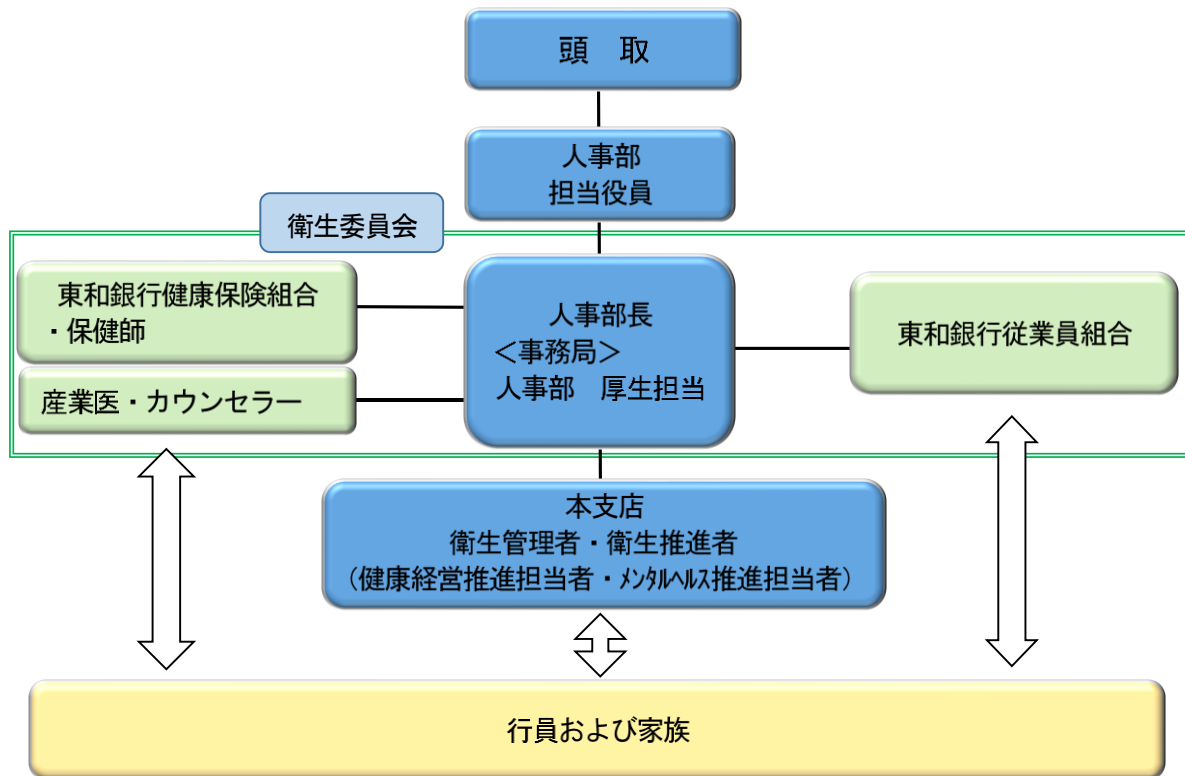 頭　取
人事部
担当役員
衛生委員会
東和銀行健康保険組合
・保健師
産業医・カウンセラー
人事部長
＜事務局＞
人事部　厚生担当
東和銀行従業員組合
本支店
衛生管理者・衛生推進者
（健康経営推進担当者・ﾒﾝﾀﾙﾍﾙｽ推進担当者）
行員および家族